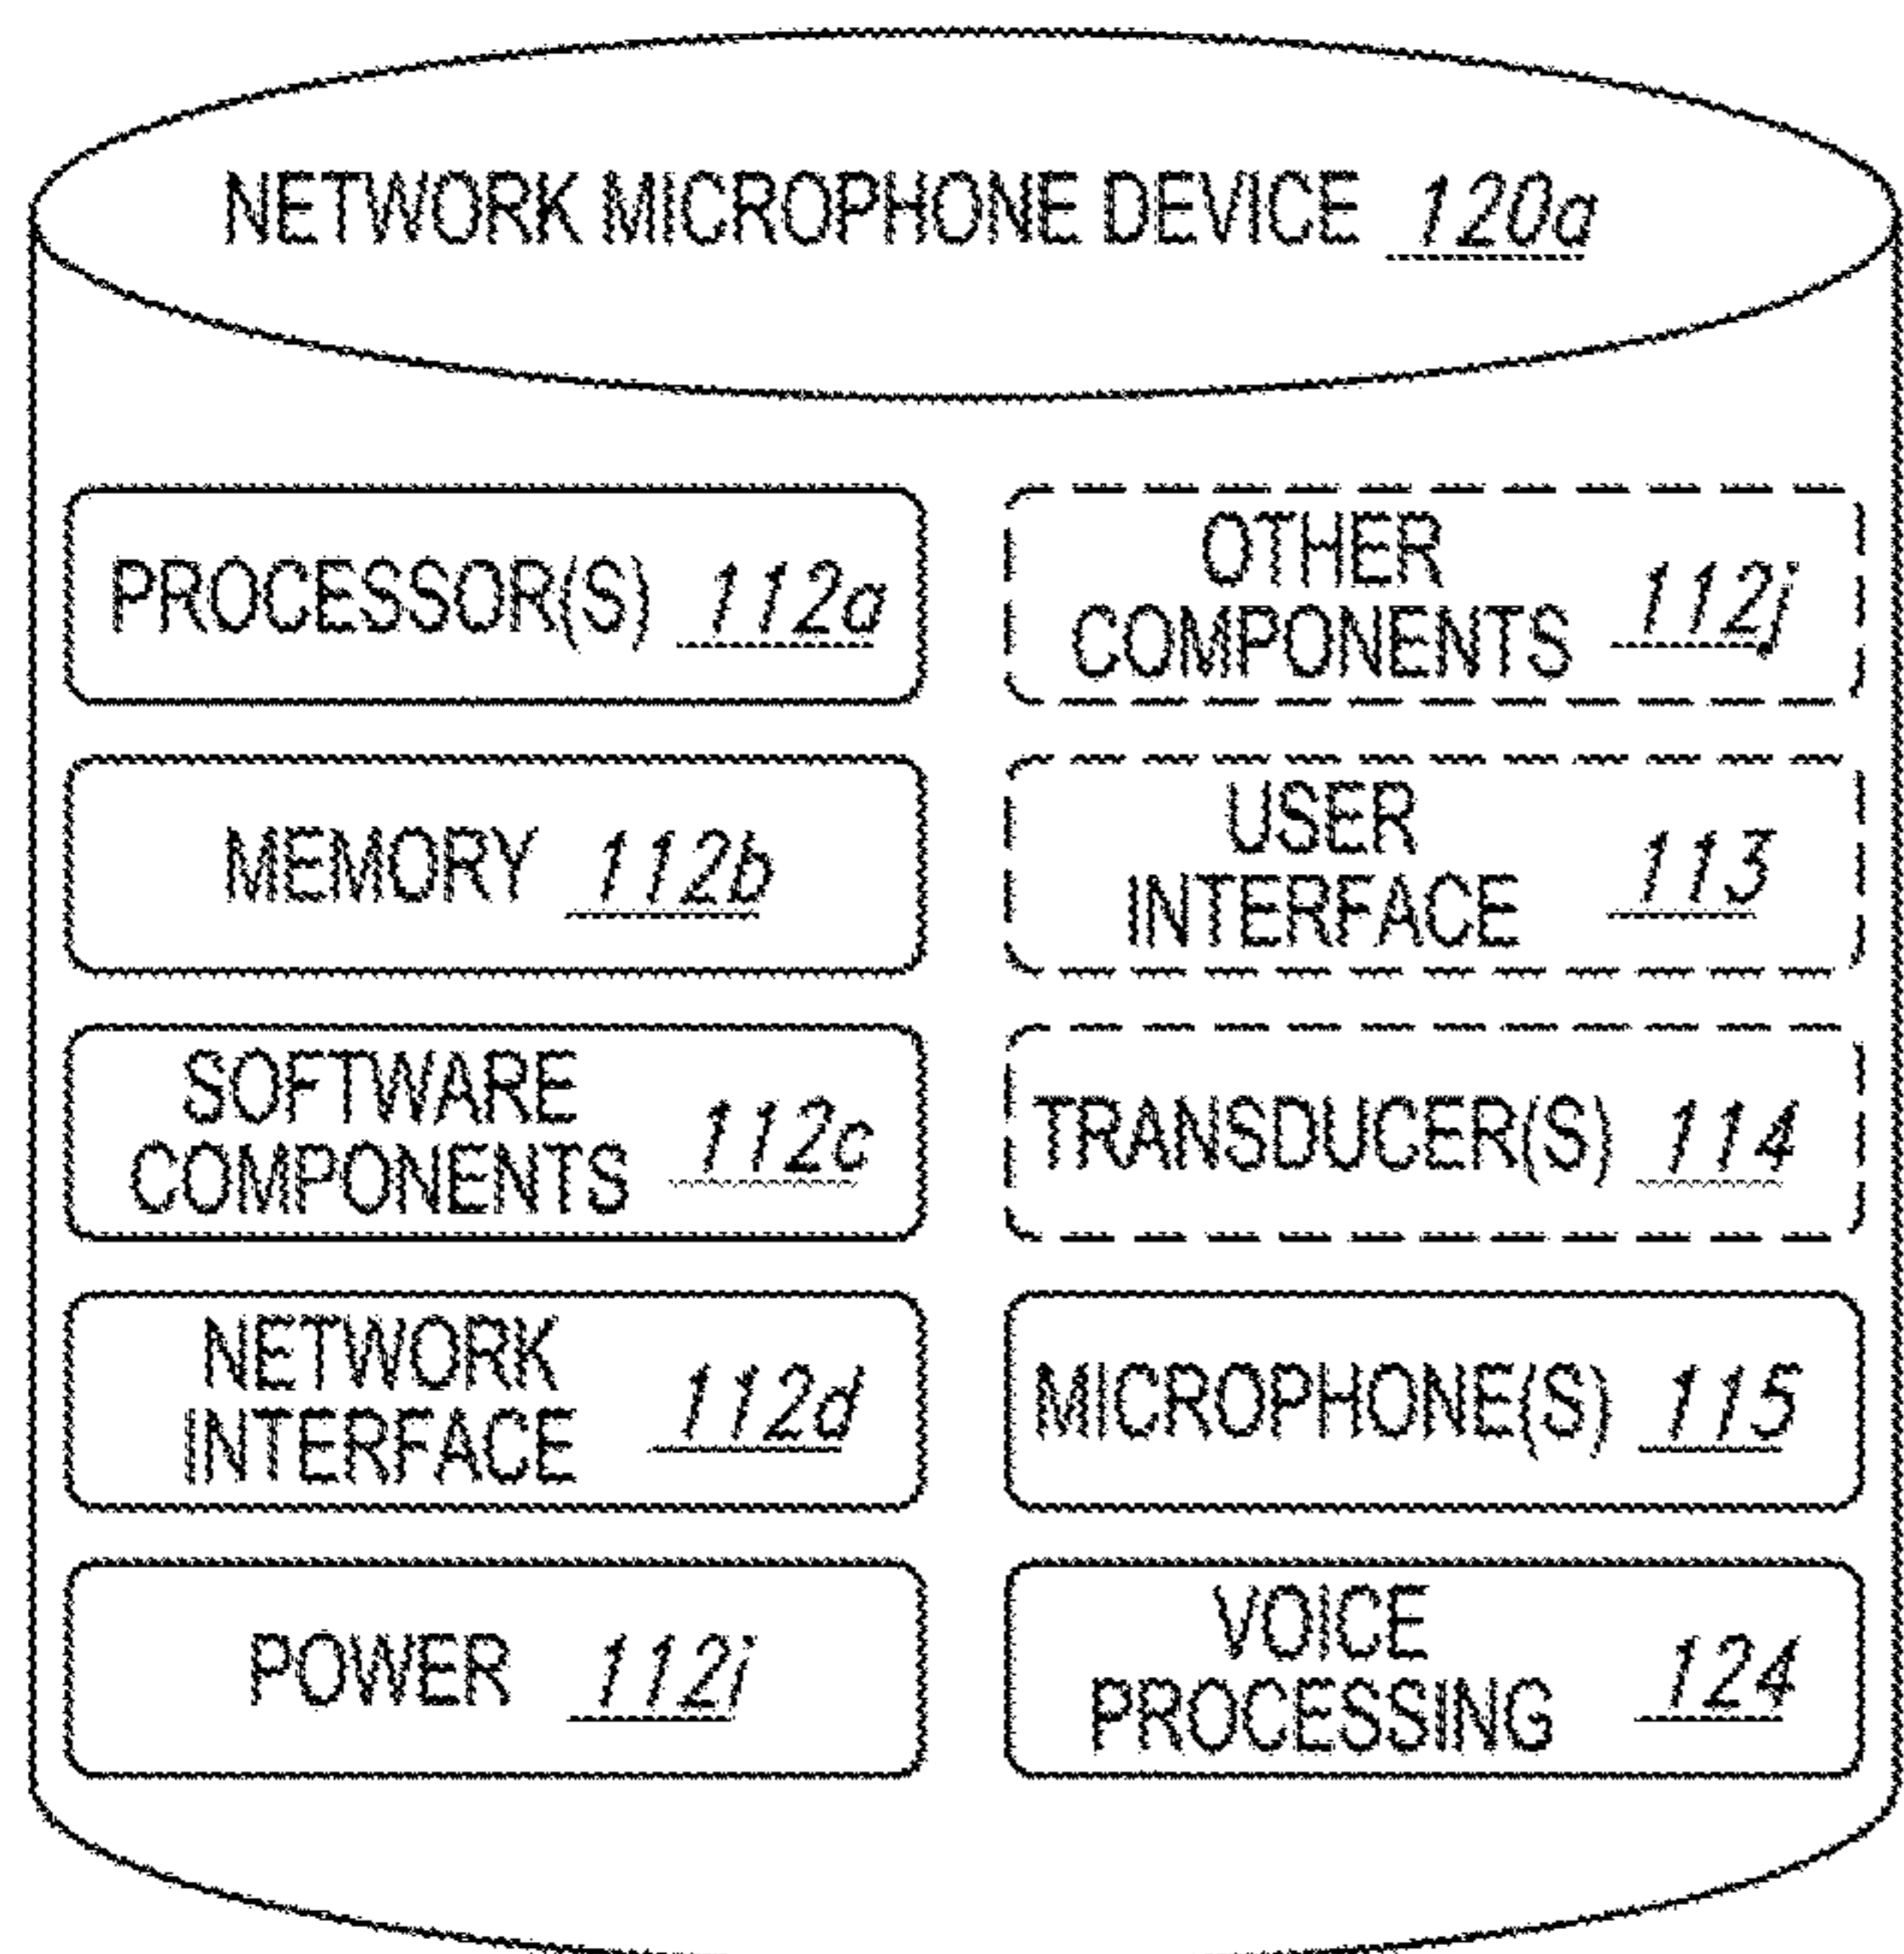 NETWORK MICROPHONE DEVICE 120a
PROCESSOR(S) 112a
MEMORY 112b
SOFTWARE
COMPONENTS 112c
NETWORK
INTERFACE 112d
POWER 112i
OTHER
COMPONENTS 112j
USER
INTERFACE 113
TRANSDUCER(S) 114
MICROPHONE(S) 115
VOICE
PROCESSING 124